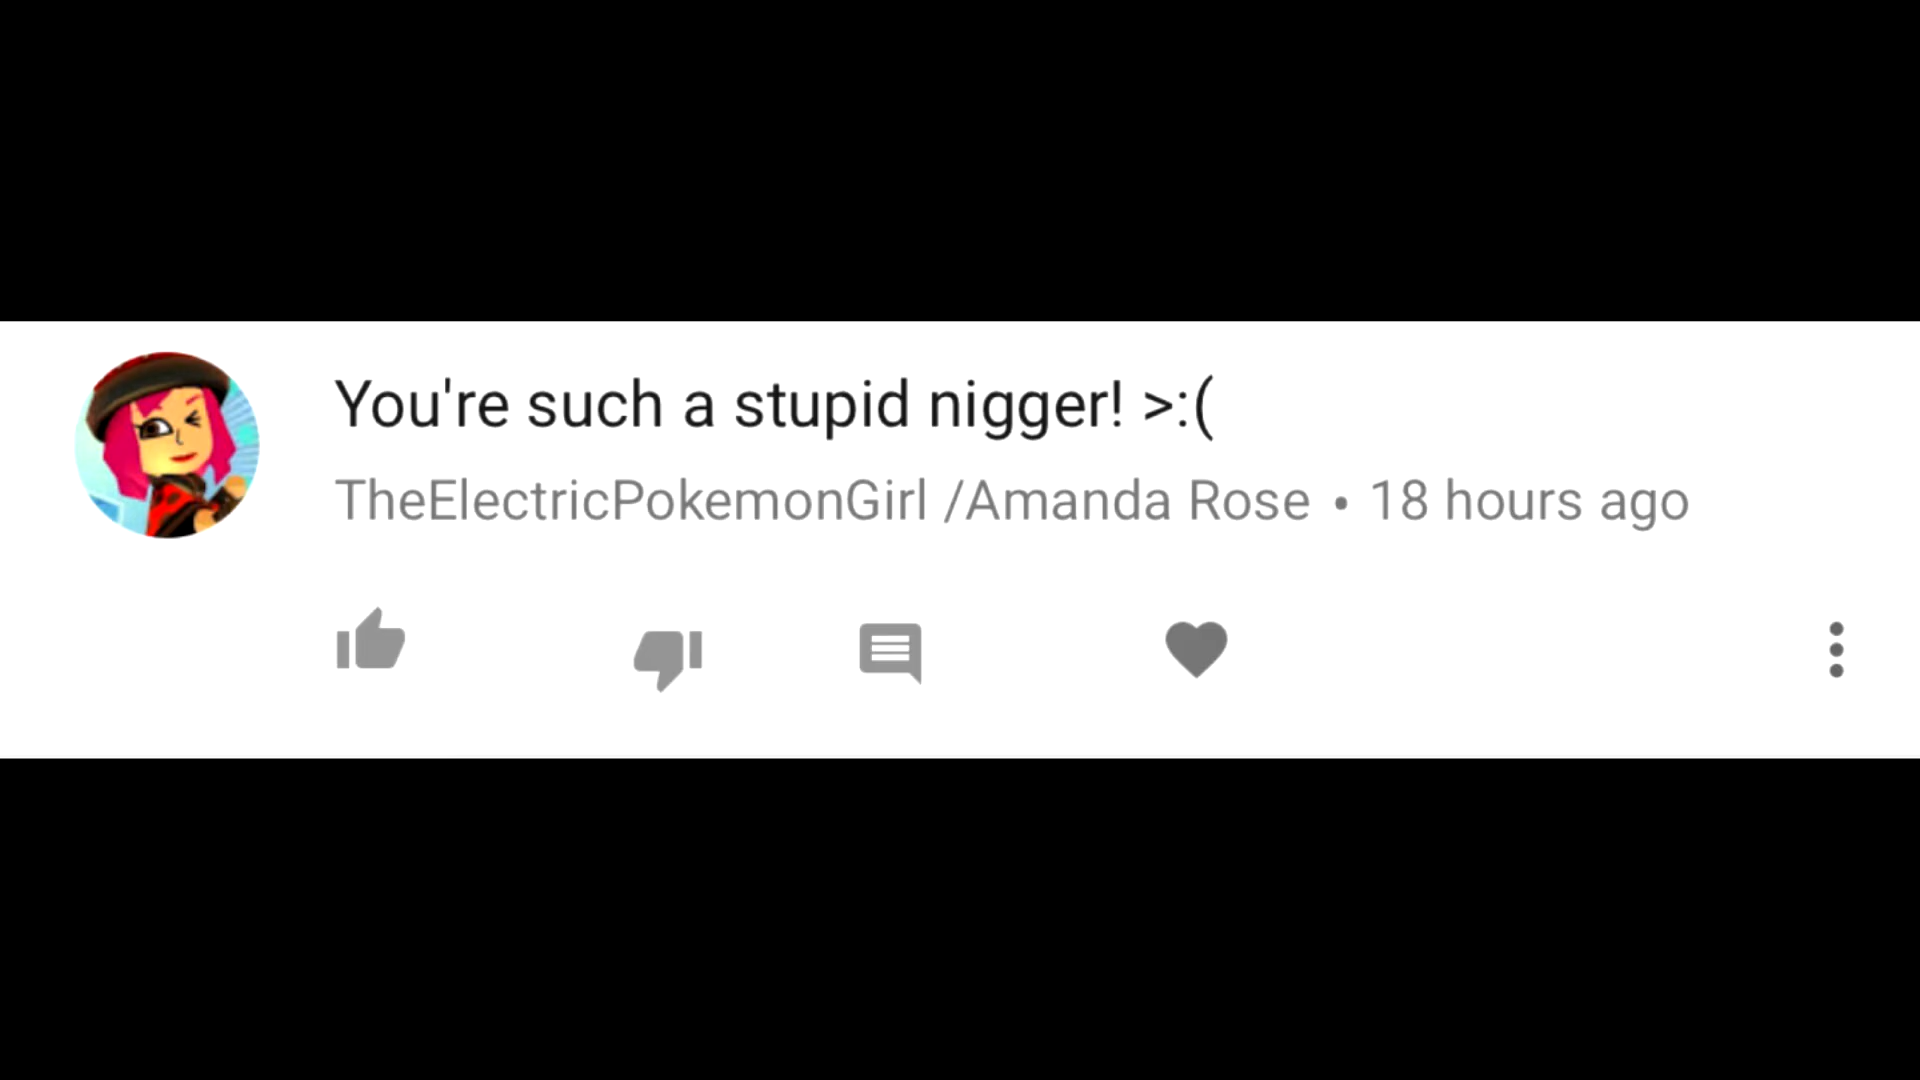 You're such a stupid nigger! >:(
TheElectricPokemonGirl /Amanda Rose • 18 hours ago